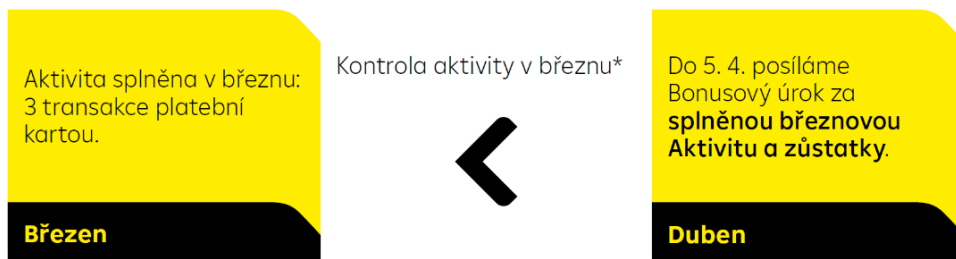 Aktivita splněna v březnu:
3 transakce platební
kartou.
Březen
Kontrola aktivity v březnu*
Do 5. 4. posíláme
Bonusový úrok za
splněnou březnovou
Aktivitu a zůstatky.
Duben